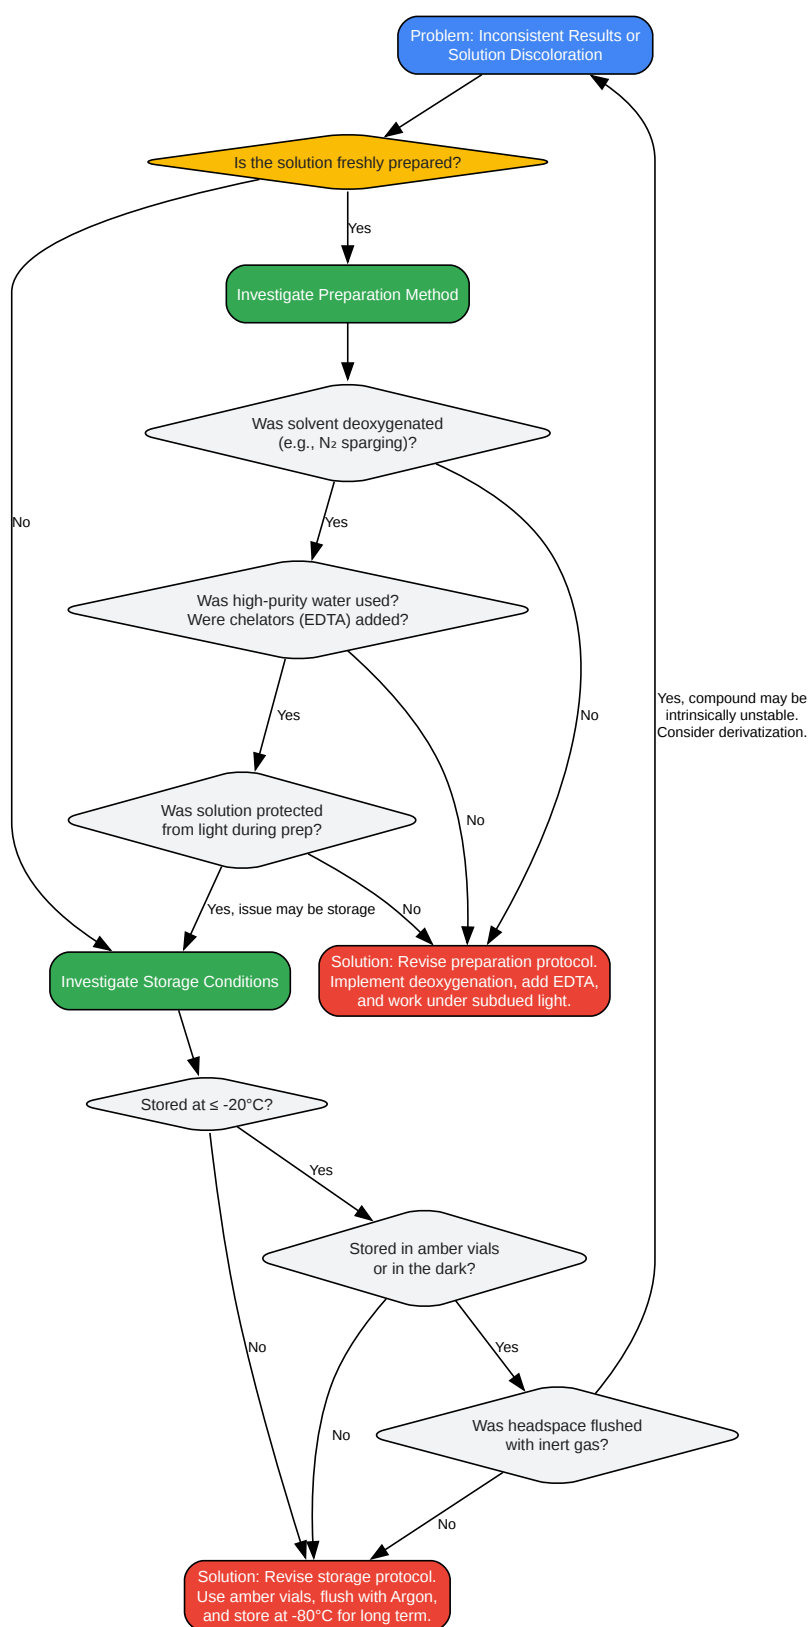 Problem: Inconsistent Results or
Solution Discoloration
Is the solution freshly prepared?
Yes
Investigate Preparation Method
Was solvent deoxygenated
(e.g., N₂ sparging)?
No
Yes
Was high-purity water used?
Were chelators (EDTA) added?
Yes, compound may be
intrinsically unstable.
Consider derivatization.
Yes
No
Was solution protected
from light during prep?
No
Yes, issue may be storage
No
Investigate Storage Conditions
Solution: Revise preparation protocol.
Implement deoxygenation, add EDTA,
and work under subdued light.
Stored at ≤ -20°C?
Yes
Stored in amber vials
or in the dark?
No
Yes
Was headspace flushed
with inert gas?
No
No
Solution: Revise storage protocol.
Use amber vials, flush with Argon,
and store at -80°C for long term.